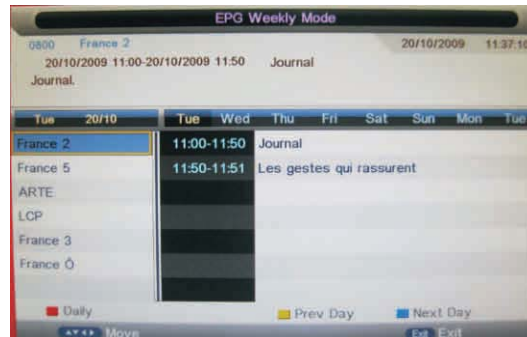 EPG Weekly Mode
0800 France 2 20/10/2009 11:37:10
20/10/2009 11:00-20/10/2009 11:50 Journal
Journal.
Tue 20/10 Tue Wed Thu Fri Sat Sun Mon Tue
France 2 11:00-11:50 Journal
France 5 11:50-11:51 Les gestes qui rassurent
ARTE
LCP
France 3
France Ô
Daily Prev Day Next Day
Move Exit Exit